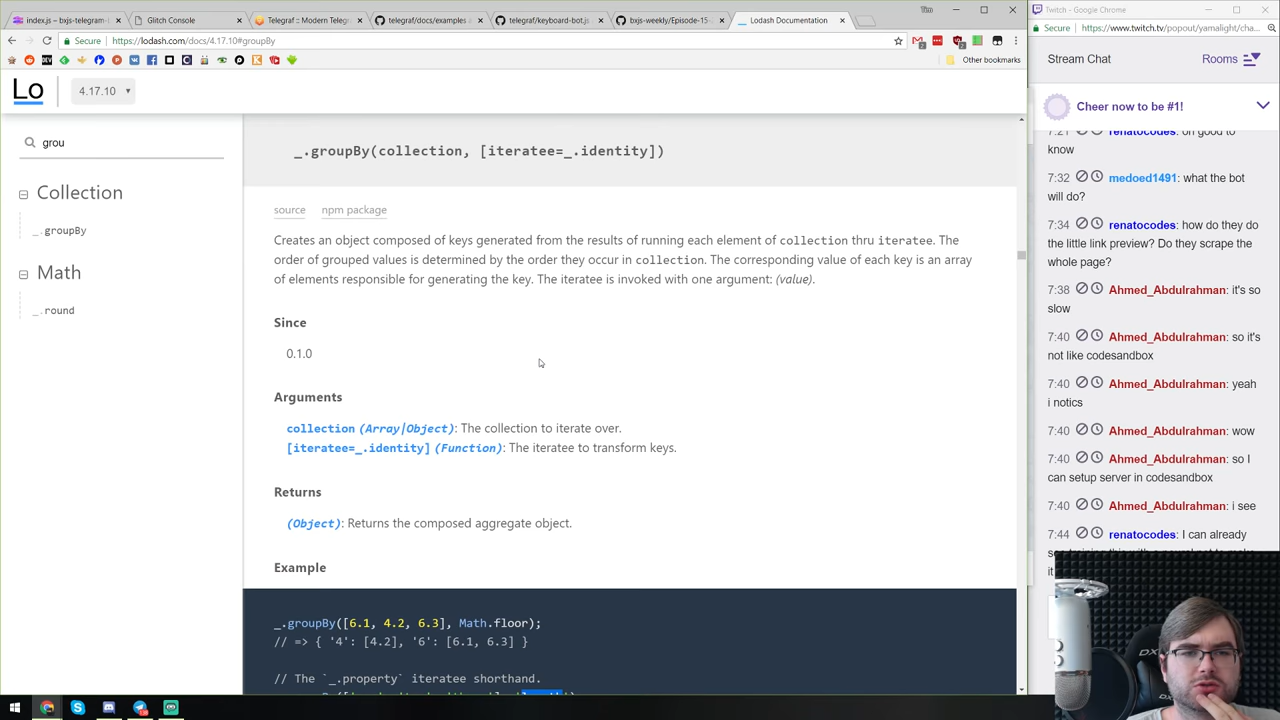 index.js – bxjs-telegram-b
Glitch Console
Telegraf :: Modern Telegra
telegraf/docs/examples a
telegraf/keyboard-bot.js
bxjs-weekly/Episode-15-
Lodash Documentation
Tim
Twitch - Google Chrome
Secure
https://lodash.com/docs/4.17.10#groupBy
Secure
https://www.twitch.tv/popout/yamalight/cha...
Other bookmarks
Stream Chat
Rooms
Lo
4.17.10
Cheer now to be #1!
grou
Collection
_.groupBy
Math
_.round
_.groupBy(collection, [iteratee=_.identity])
source
npm package
Creates an object composed of keys generated from the results of running each element of collection thru iteratee. The
order of grouped values is determined by the order they occur in collection. The corresponding value of each key is an array
of elements responsible for generating the key. The iteratee is invoked with one argument: (value).
Since
0.1.0
Arguments
collection (Array|Object): The collection to iterate over.
[iteratee=_.identity] (Function): The iteratee to transform keys.
Returns
(Object): Returns the composed aggregate object.
Example
_.groupBy([6.1, 4.2, 6.3], Math.floor);
// => { '4': [4.2], '6': [6.1, 6.3] }
// The `_.property` iteratee shorthand.
7:21 renatocodes: oh good to
know
7:32 medoed1491: what the bot
will do?
7:34 renatocodes: how do they do
the little link preview? Do they scrape the
whole page?
7:38 Ahmed_Abdulrahman: it's so
slow
7:40 Ahmed_Abdulrahman: so it's
not like codesandbox
7:40 Ahmed_Abdulrahman: yeah
i notics
7:40 Ahmed_Abdulrahman: wow
7:40 Ahmed_Abdulrahman: so I
can setup server in codesandbox
7:40 Ahmed_Abdulrahman: i see
7:44 renatocodes: I can already